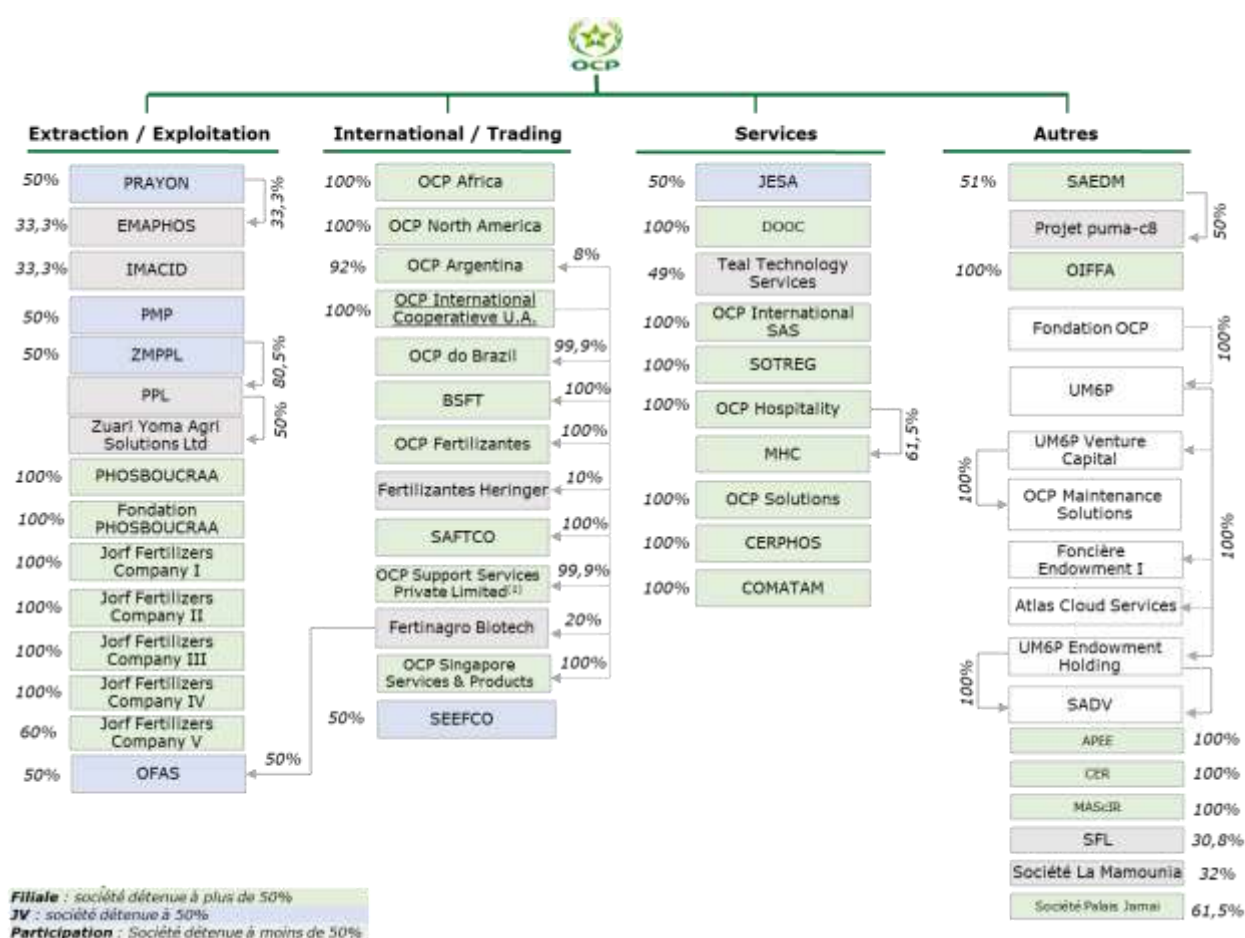 OCP
Extraction / Exploitation
50%
PRAYON
33,3%
33,3%
EMAPHOS
33,3%
IMACID
50%
PMP
50%
ZMPPL
80,5%
PPL
50%
Zuari Yoma Agri
Solutions Ltd
100%
PHOSBOUCRAA
100%
Fondation
PHOSBOUCRAA
100%
Jorf Fertilizers
Company I
100%
Jorf Fertilizers
Company II
100%
Jorf Fertilizers
Company III
100%
Jorf Fertilizers
Company IV
60%
Jorf Fertilizers
Company V
50%
OFAS
50%
International / Trading
100%
OCP Africa
100%
OCP North America
92%
OCP Argentina
8%
100%
OCP International
Cooperatieve U.A.
OCP do Brazil
99,9%
BSFT
100%
OCP Fertilizantes
100%
Fertilizantes Heringer
10%
SAFTCO
100%
OCP Support Services
Private Limited(1)
99,9%
Fertinagro Biotech
20%
OCP Singapore
Services & Products
100%
50%
SEEFCO
Services
50%
JESA
100%
DOOC
49%
Teal Technology
Services
100%
OCP International
SAS
100%
SOTREG
100%
OCP Hospitality
61,5%
MHC
100%
OCP Solutions
100%
CERPHOS
100%
COMATAM
Autres
51%
SAEDM
50%
Projet puma-c8
100%
OIFFA
Fondation OCP
100%
UM6P
UM6P Venture
Capital
100%
OCP Maintenance
Solutions
100%
Foncière
Endowment I
Atlas Cloud Services
UM6P Endowment
Holding
100%
SADV
APEE
100%
CER
100%
MAScIR
100%
SFL
30,8%
Société La Mamounia
32%
Société Palais Jamai
61,5%
Filiale : société détenue à plus de 50%
JV : société détenue à 50%
Participation : Société détenue à moins de 50%